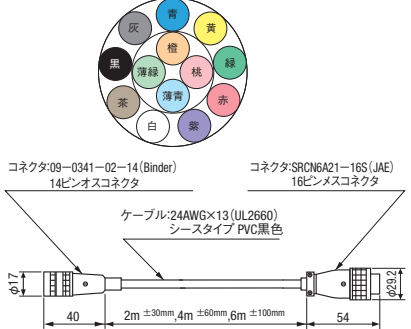 青
灰
黄
橙
黒
緑
薄緑
桃
茶
薄青
赤
白
紫
コネクタ:09-0341-02-14(Binder)
14ピンオスコネクタ
コネクタ:SRCN6A21-16S(JAE)
16ピンメスコネクタ
ケーブル:24AWG×13(UL2660)
シースタイプ PVC黒色
φ17
φ29.2
40
2m ±30mm,4m ±60mm,6m ±100mm
54